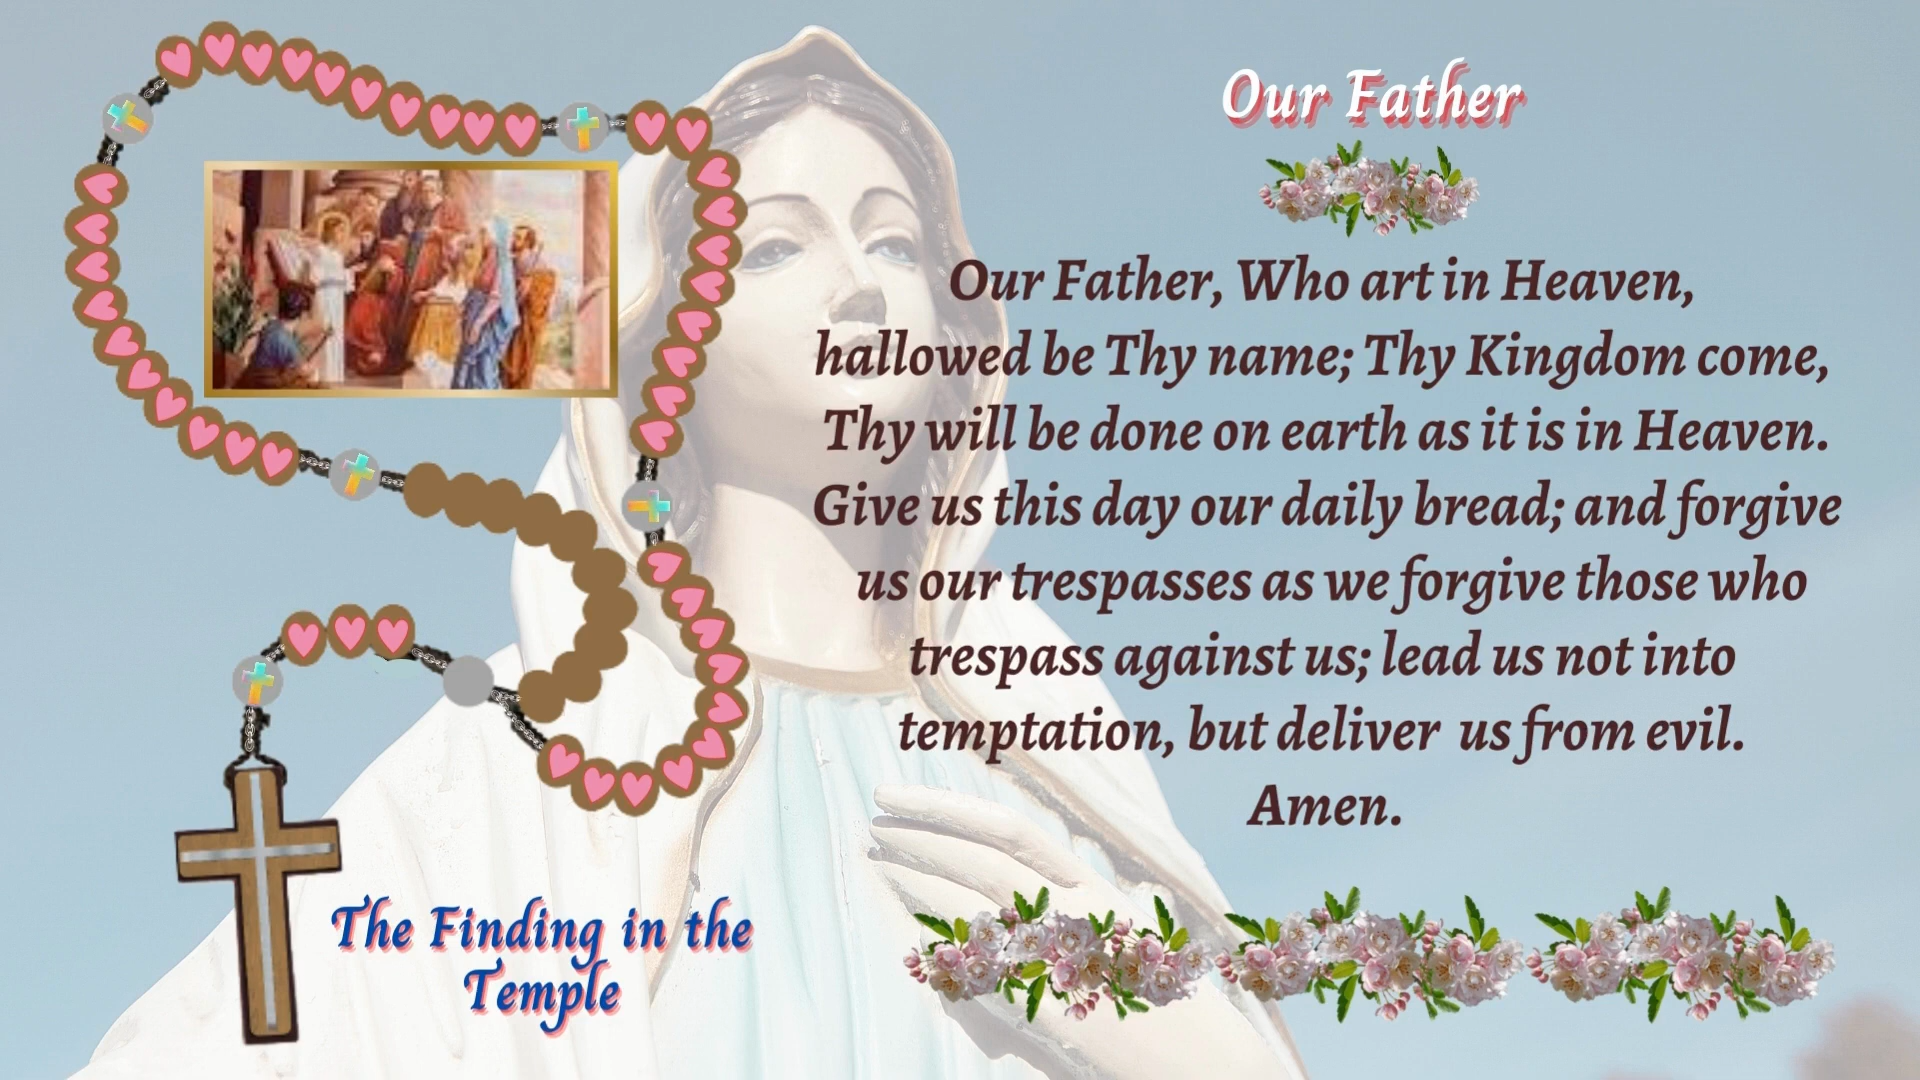 Our Father
Our Father, Who art in Heaven,
hallowed be Thy name; Thy Kingdom come,
Thy will be done on earth as it is in Heaven.
Give us this day our daily bread; and forgive
us our trespasses as we forgive those who
trespass against us; lead us not into
temptation, but deliver us from evil.
Amen.
The Finding in the
Temple